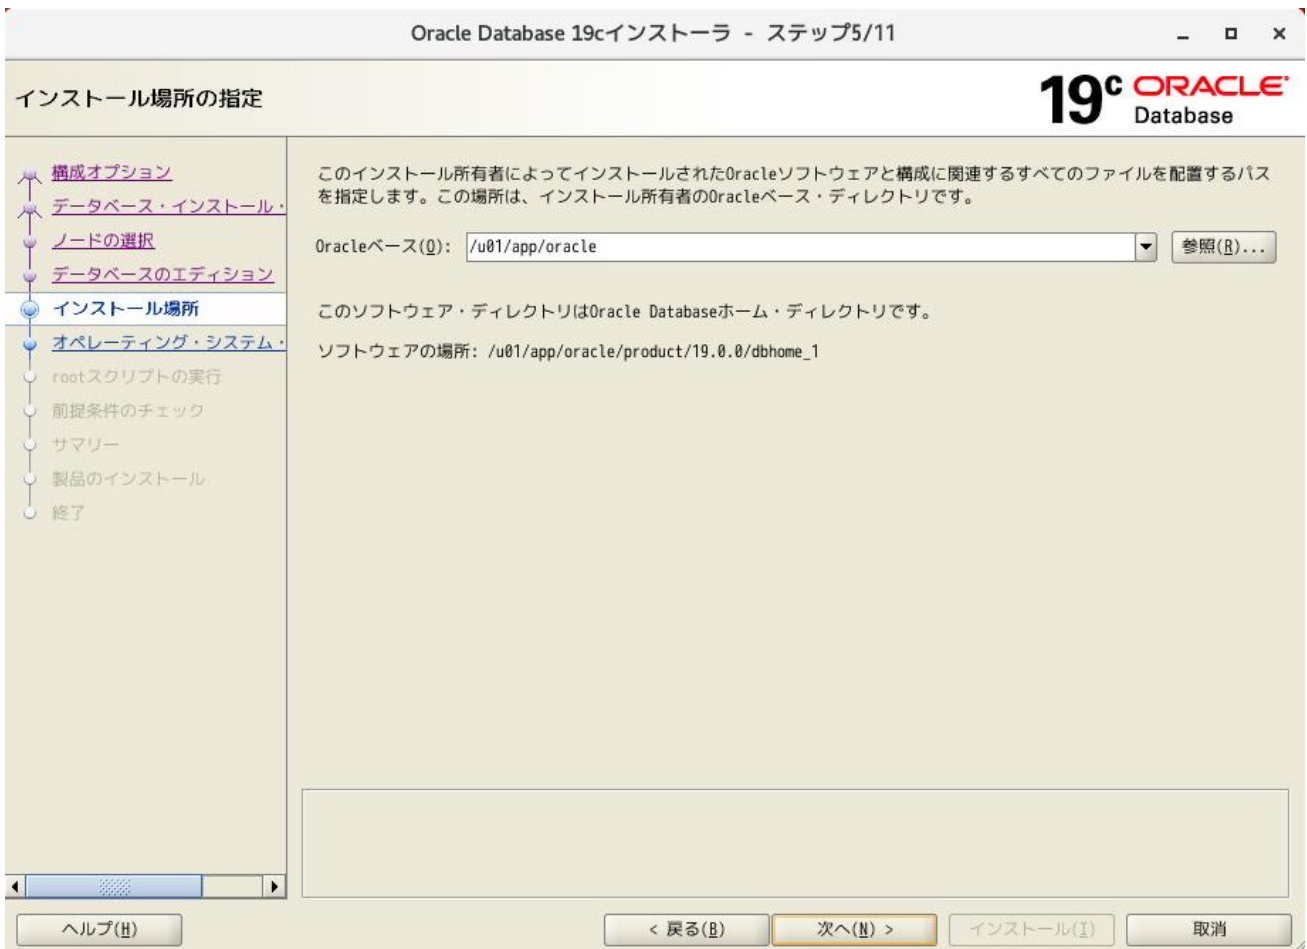 Oracle Database 19cインストーラ - ステップ5/11
インストール場所の指定
19c ORACLE
Database
構成オプション
データベース・インストール・
ノードの選択
データベースのエディション
インストール場所
オペレーティング・システム・
rootスクリプトの実行
前提条件のチェック
サマリー
製品のインストール
終了
このインストール所有者によってインストールされたOracleソフトウェアと構成に関連するすべてのファイルを配置するパス
を指定します。この場所は、インストール所有者のOracleベース・ディレクトリです。
Oracleベース(O): /u01/app/oracle 参照(R)...
このソフトウェア・ディレクトリはOracle Databaseホーム・ディレクトリです。
ソフトウェアの場所: /u01/app/oracle/product/19.0.0/dbhome_1
ヘルプ(H) < 戻る(B) 次へ(N) > インストール(I) 取消